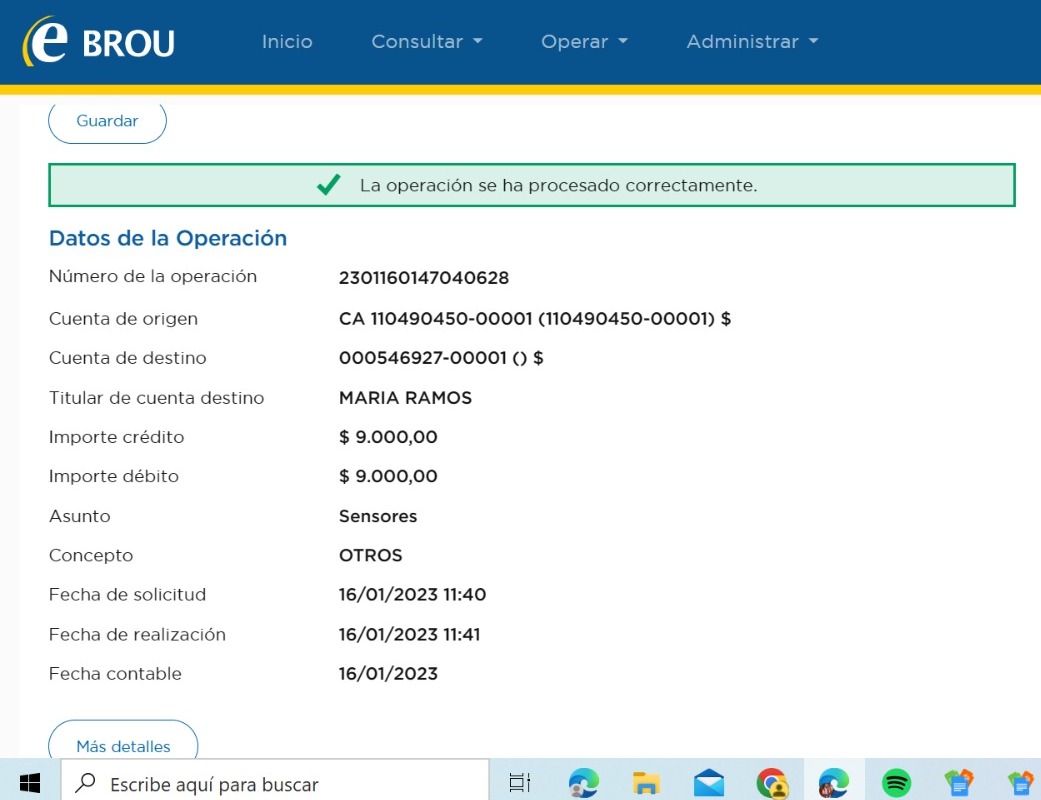 e BROU Inicio Consultar Operar Administrar
Guardar
La operación se ha procesado correctamente.
Datos de la Operación
Número de la operación 2301160147040628
Cuenta de origen CA 110490450-00001 (110490450-00001) $
Cuenta de destino 000546927-00001 () $
Titular de cuenta destino MARIA RAMOS
Importe crédito $ 9.000,00
Importe débito $ 9.000,00
Asunto Sensores
Concepto OTROS
Fecha de solicitud 16/01/2023 11:40
Fecha de realización 16/01/2023 11:41
Fecha contable 16/01/2023
Más detalles
Escribe aquí para buscar